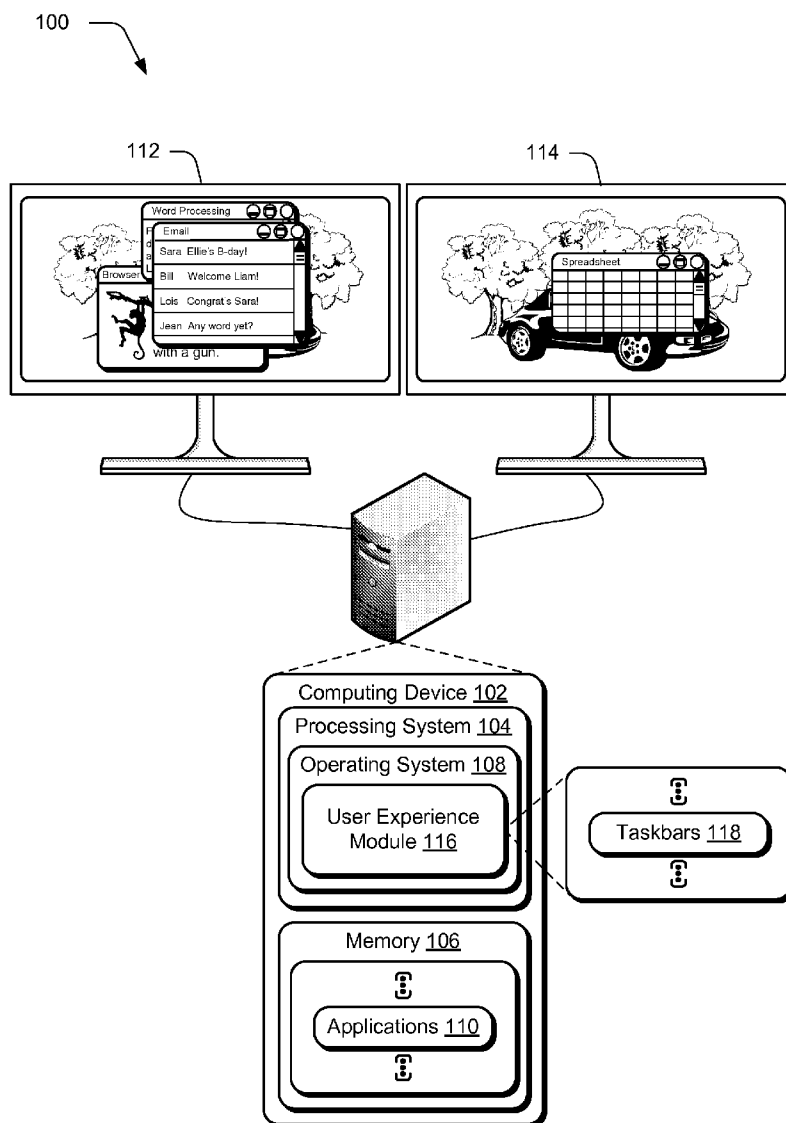 100
112
114
Word Processing
Email
Sara Ellie's B-day!
Bill Welcome Liam!
Lois Congrat's Sara!
Jean Any word yet?
Browser
with a gun.
Spreadsheet
Computing Device 102
Processing System 104
Operating System 108
User Experience
Module 116
Taskbars 118
Memory 106
Applications 110